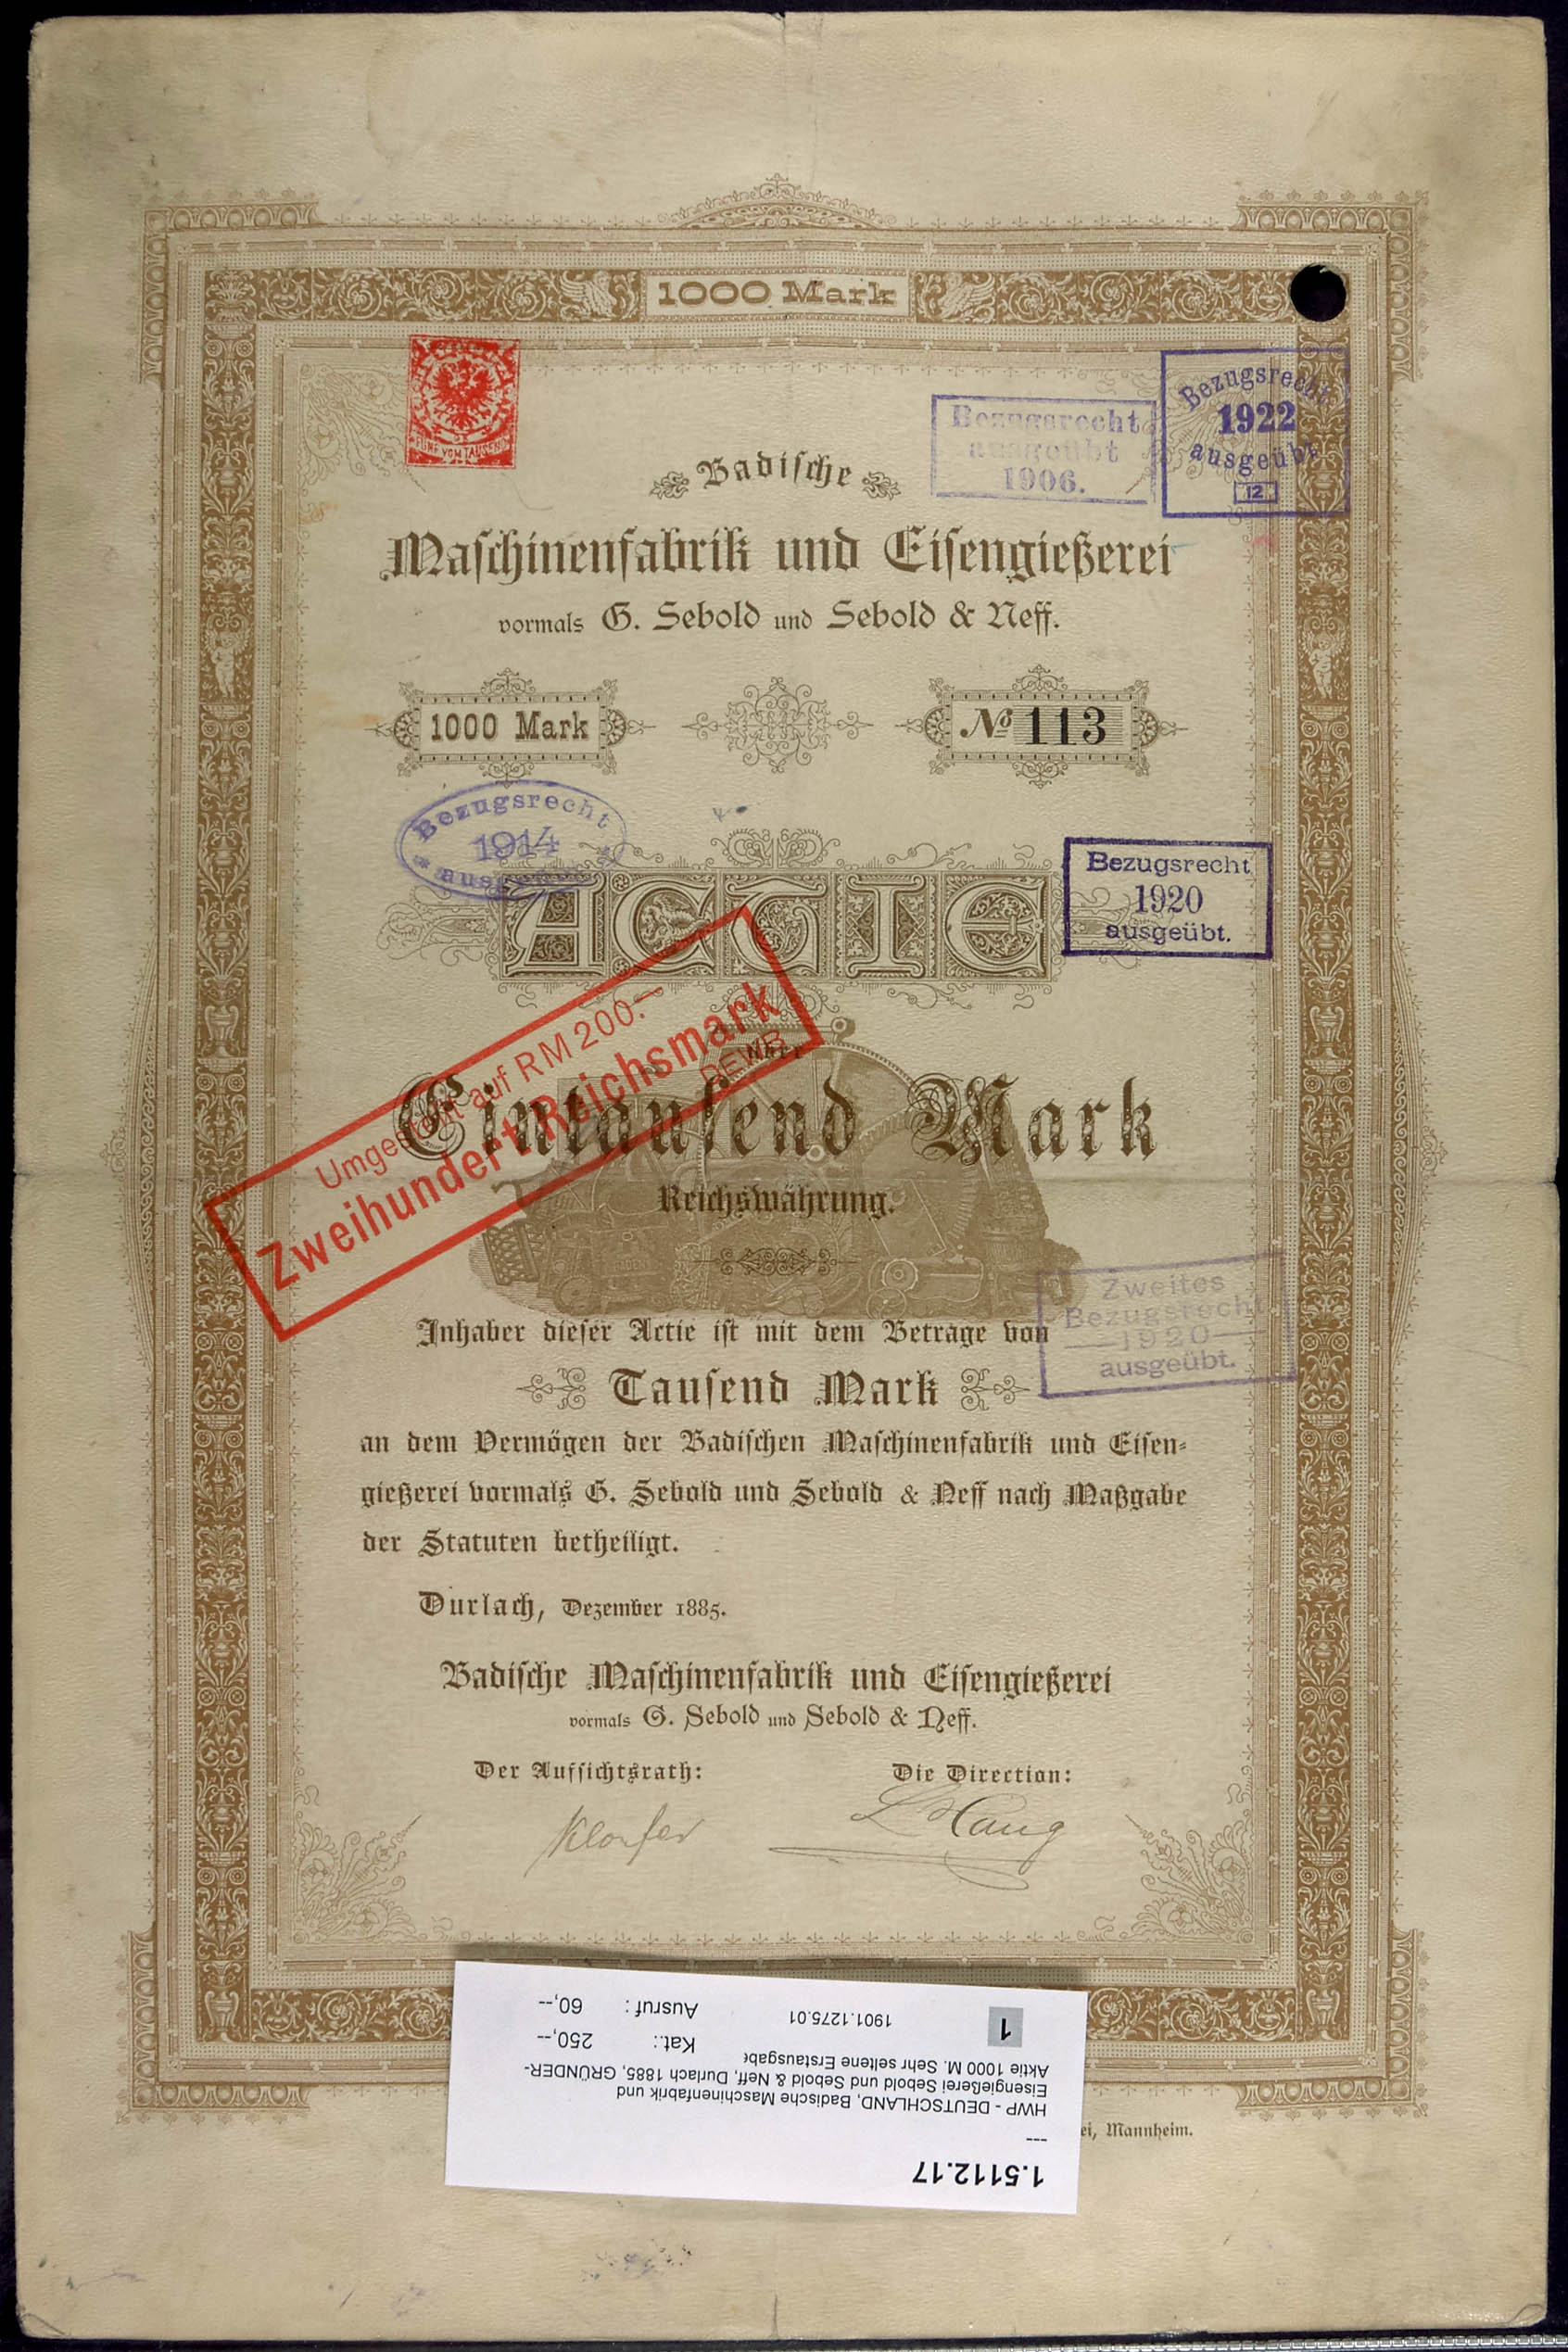 1000 Mark
FÜNF VOM TAUSEND
Bezugsrecht
ausgeübt
1906.
Bezugsrecht
1922
ausgeübt
12
Badische
Maschinenfabrik und Eisengießerei
vormals G. Sebold und Sebold & Neff.
1000 Mark
No 113
Bezugsrecht
1914
ACTIE
Bezugsrecht
1920
ausgeübt.
Umgestellt auf RM 200.-
Zweihundert Reichsmark
über
Eintausend Mark
Reichswährung.
Zweites
Bezugsrecht
1920
ausgeübt.
Inhaber dieser Actie ist mit dem Betrage von
Tausend Mark
an dem Vermögen der Badischen Maschinenfabrik und Eisen-
gießerei vormals G. Sebold und Sebold & Neff nach Maßgabe
der Statuten betheiligt.
Durlach, Dezember 1885.
Badische Maschinenfabrik und Eisengießerei
vormals G. Sebold und Sebold & Neff.
Der Aufsichtsrath:
Die Direction:
L Haug
1.5112.17
---
HWP - DEUTSCHLAND, Badische Maschinenfabrik und
Eisengießerei Sebold und Sebold & Neff, Durlach 1885, GRÜNDER-
Aktie 1000 M. Sehr seltene Erstausgabe
Kat.: 250,--
1
1901.1275.01
Ausruf: 60,--
ei, Mannheim.